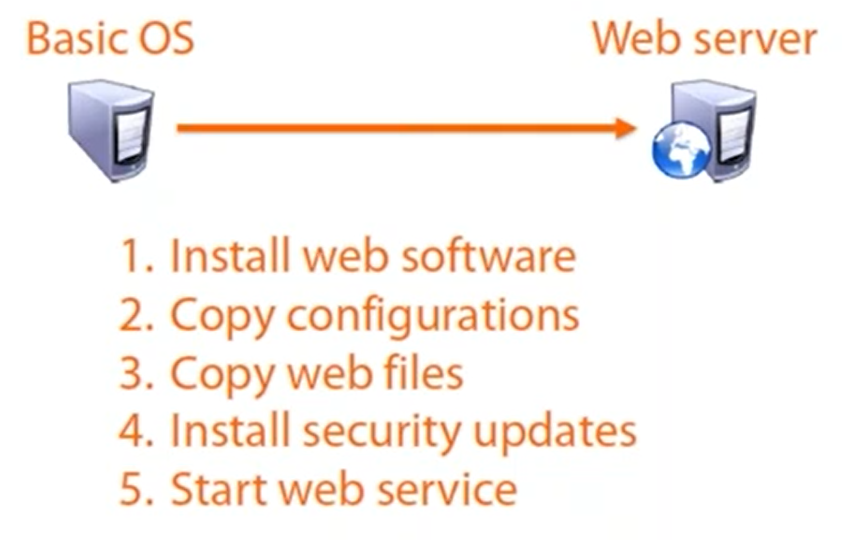 Basic OS
Web server
1. Install web software
2. Copy configurations
3. Copy web files
4. Install security updates
5. Start web service